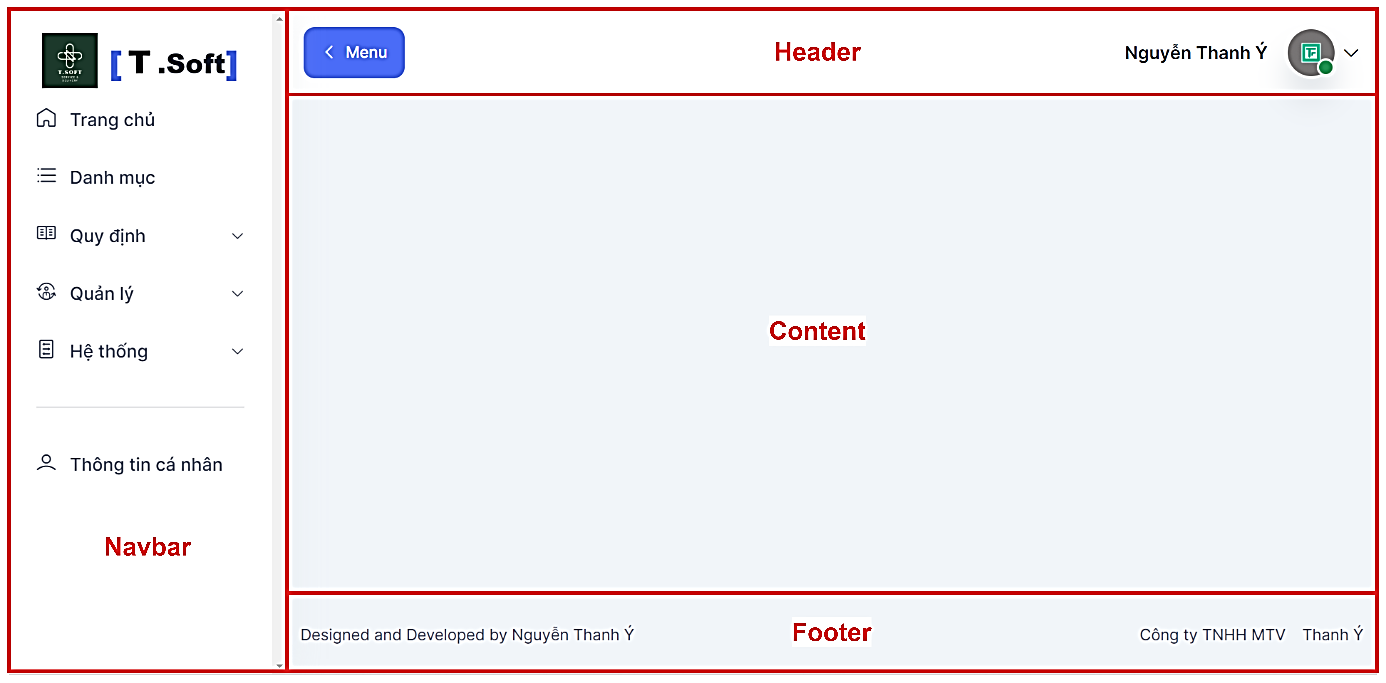 T.SOFT
[ T .Soft]
Trang chủ
Danh mục
Quy định
Quản lý
Hệ thống
Thông tin cá nhân
Navbar
Menu
Header
Nguyễn Thanh Ý
Content
Designed and Developed by Nguyễn Thanh Ý
Footer
Công ty TNHH MTV Thanh Ý